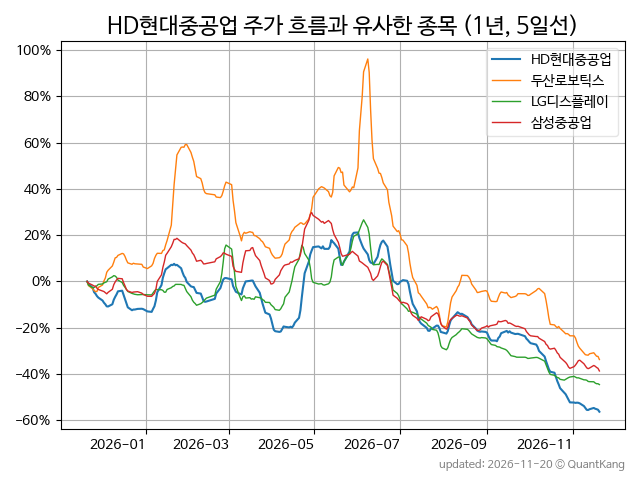 HD현대중공업 주가 흐름과 유사한 종목 (1년, 5일선)
HD현대중공업
두산로보틱스
LG디스플레이
삼성중공업
100%
80%
60%
40%
20%
0%
−20%
−40%
−60%
2026-01 2026-03 2026-05 2026-07 2026-09 2026-11
updated: 2026-11-20 © QuantKang